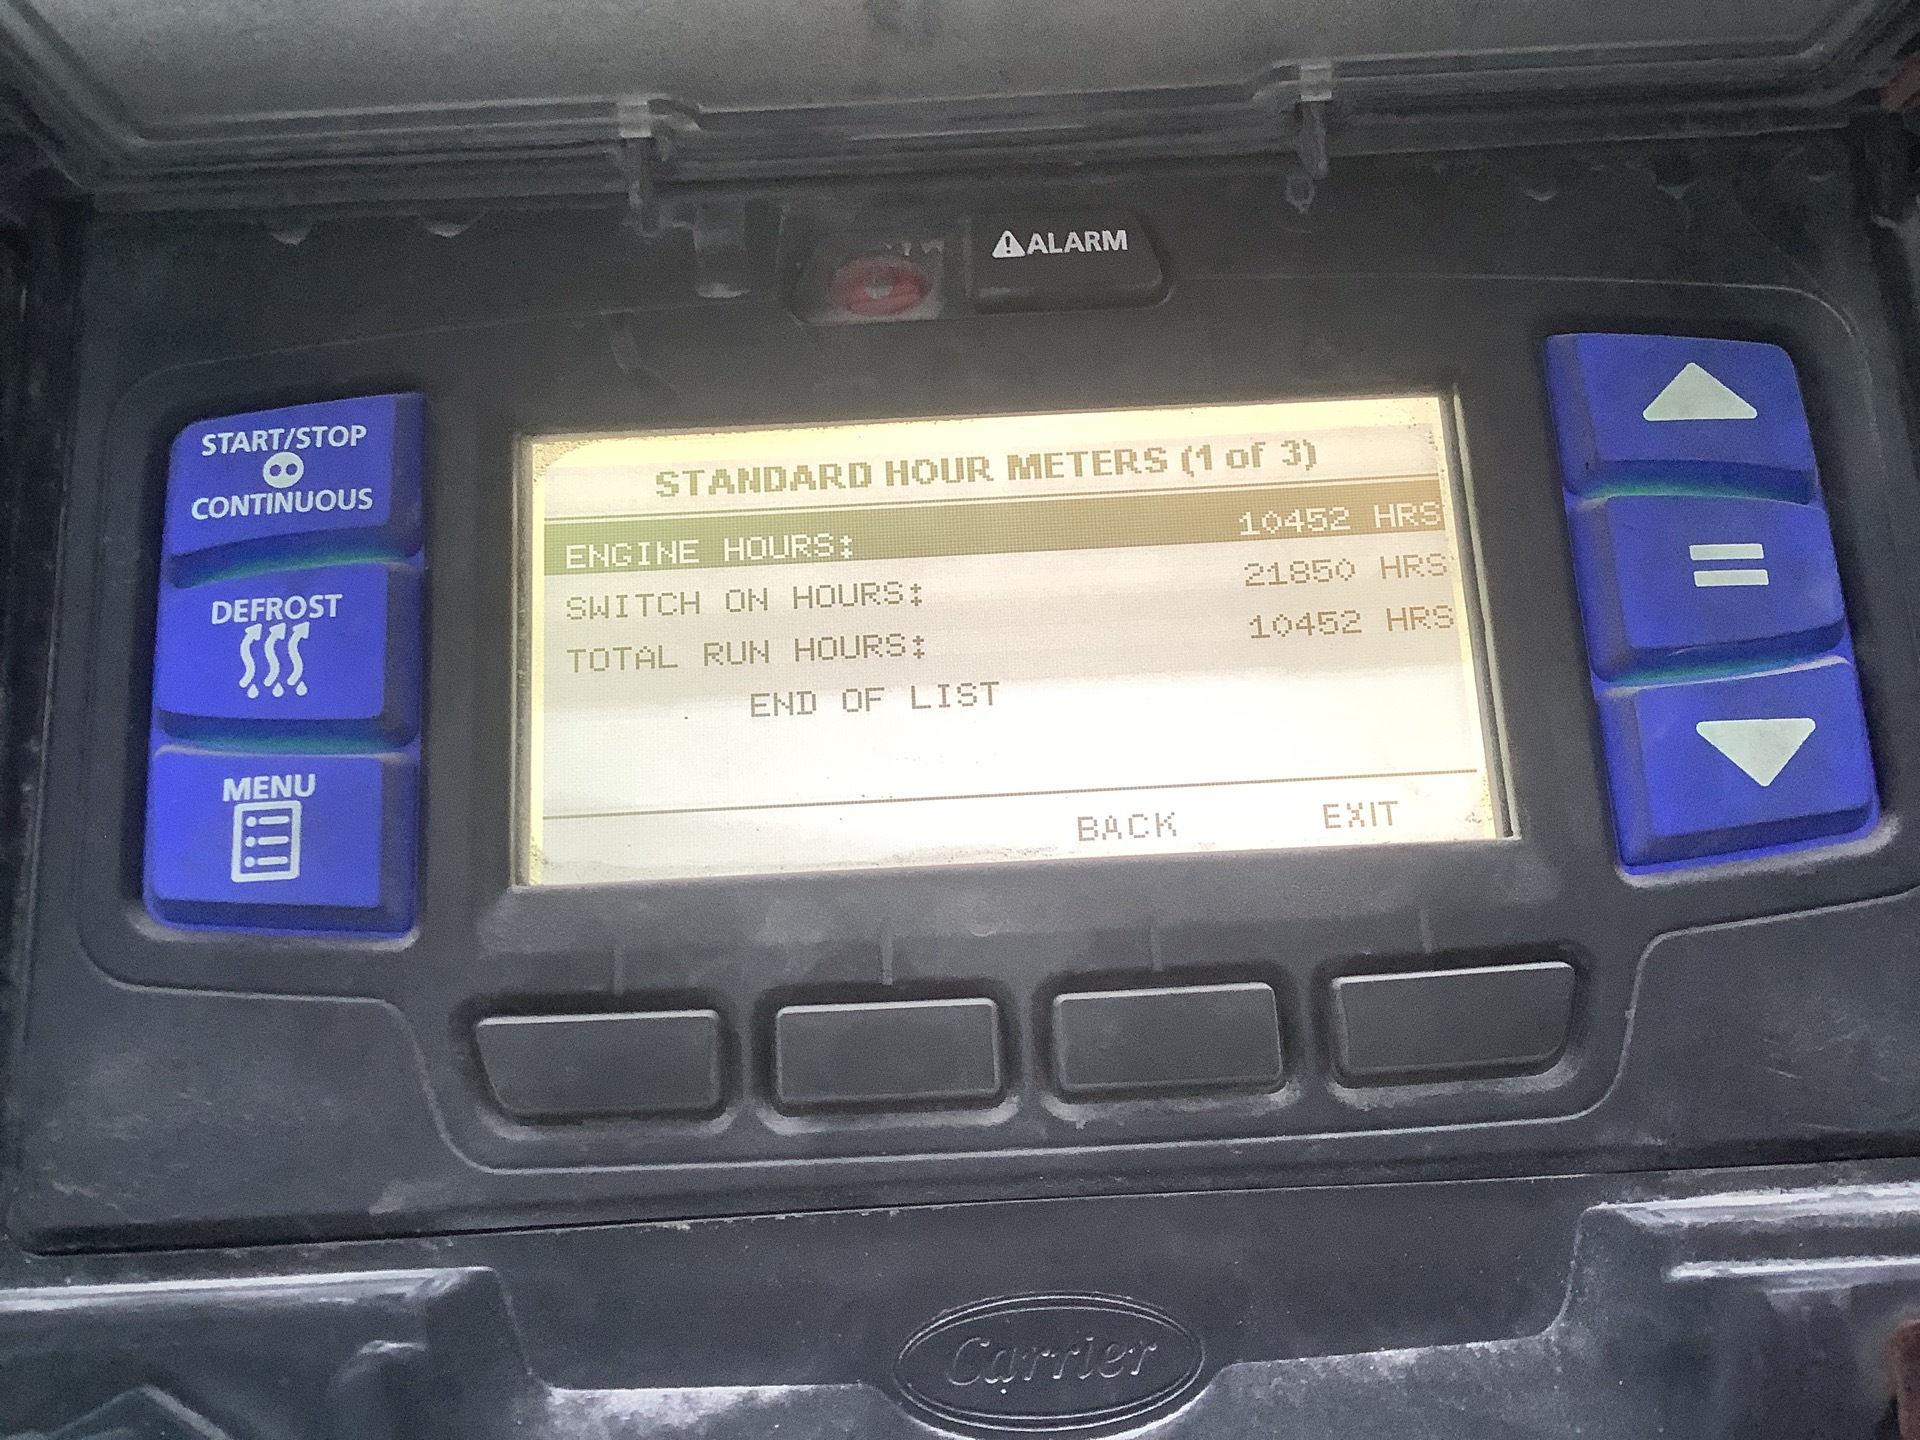 ALARM
START/STOP
CONTINUOUS
DEFROST
MENU
STANDARD HOUR METERS (1 of 3)
ENGINE HOURS: 10452 HRS
SWITCH ON HOURS: 21850 HRS
TOTAL RUN HOURS: 10452 HRS
END OF LIST
BACK EXIT
Carrier